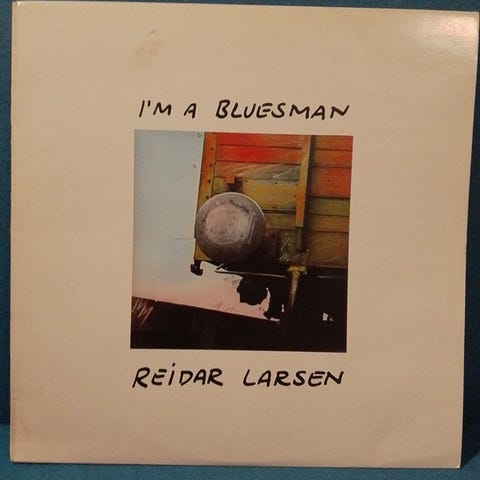 I'M A BLUESMAN
REIDAR LARSEN